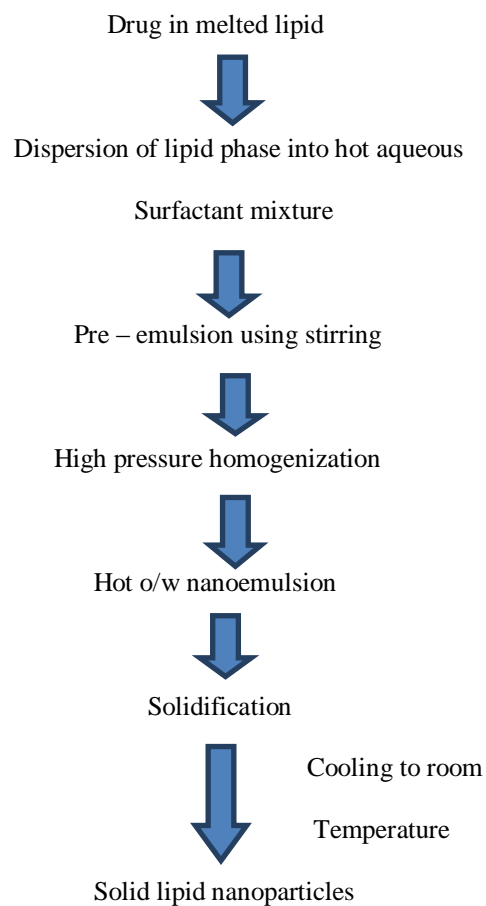 Drug in melted lipid
Dispersion of lipid phase into hot aqueous
Surfactant mixture
Pre – emulsion using stirring
High pressure homogenization
Hot o/w nanoemulsion
Solidification
Cooling to room
Temperature
Solid lipid nanoparticles